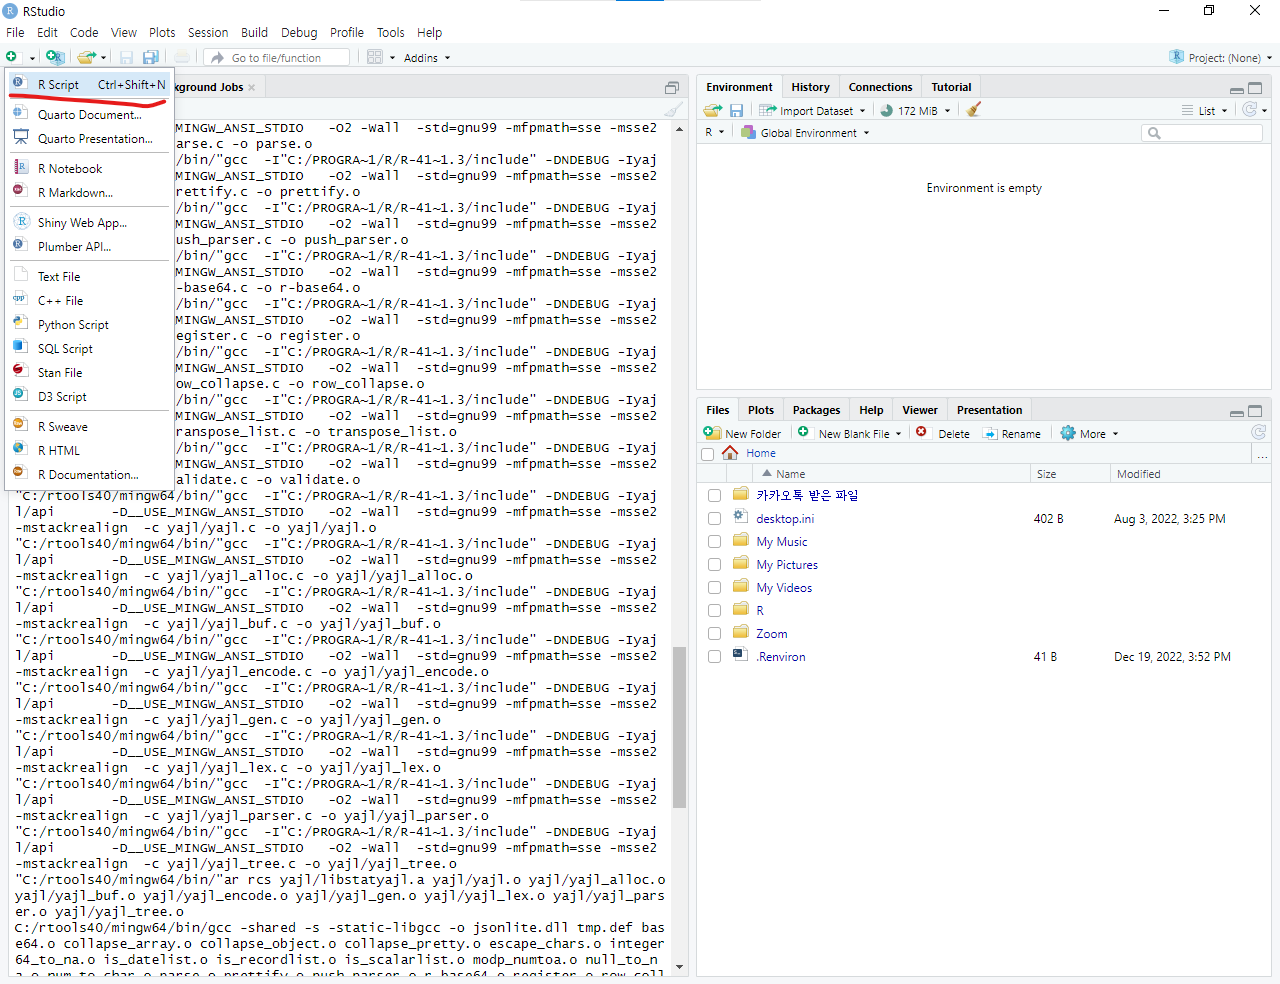 RStudio
File Edit Code View Plots Session Build Debug Profile Tools Help
Go to file/function Addins Project: (None)
R Script Ctrl+Shift+N
Quarto Document...
Quarto Presentation...
R Notebook
R Markdown...
Shiny Web App...
Plumber API...
Text File
C++ File
Python Script
SQL Script
Stan File
D3 Script
R Sweave
R HTML
R Documentation...
kground Jobs
MINGW_ANSI_STDIO -O2 -Wall -std=gnu99 -mfpmath=sse -msse2
arse.c -o parse.o
/bin/"gcc -I"C:/PROGRA~1/R/R-41~1.3/include" -DNDEBUG -Iyaj
MINGW_ANSI_STDIO -O2 -Wall -std=gnu99 -mfpmath=sse -msse2
rettify.c -o prettify.o
/bin/"gcc -I"C:/PROGRA~1/R/R-41~1.3/include" -DNDEBUG -Iyaj
MINGW_ANSI_STDIO -O2 -Wall -std=gnu99 -mfpmath=sse -msse2
ush_parser.c -o push_parser.o
/bin/"gcc -I"C:/PROGRA~1/R/R-41~1.3/include" -DNDEBUG -Iyaj
MINGW_ANSI_STDIO -O2 -Wall -std=gnu99 -mfpmath=sse -msse2
-base64.c -o r-base64.o
/bin/"gcc -I"C:/PROGRA~1/R/R-41~1.3/include" -DNDEBUG -Iyaj
MINGW_ANSI_STDIO -O2 -Wall -std=gnu99 -mfpmath=sse -msse2
egister.c -o register.o
/bin/"gcc -I"C:/PROGRA~1/R/R-41~1.3/include" -DNDEBUG -Iyaj
MINGW_ANSI_STDIO -O2 -Wall -std=gnu99 -mfpmath=sse -msse2
ow_collapse.c -o row_collapse.o
/bin/"gcc -I"C:/PROGRA~1/R/R-41~1.3/include" -DNDEBUG -Iyaj
MINGW_ANSI_STDIO -O2 -Wall -std=gnu99 -mfpmath=sse -msse2
ranspose_list.c -o transpose_list.o
/bin/"gcc -I"C:/PROGRA~1/R/R-41~1.3/include" -DNDEBUG -Iyaj
MINGW_ANSI_STDIO -O2 -Wall -std=gnu99 -mfpmath=sse -msse2
alidate.c -o validate.o
"C:/rtools40/mingw64/bin/"gcc -I"C:/PROGRA~1/R/R-41~1.3/include" -DNDEBUG -Iyaj
l/api -D__USE_MINGW_ANSI_STDIO -O2 -Wall -std=gnu99 -mfpmath=sse -msse2
-mstackrealign -c yajl/yajl.c -o yajl/yajl.o
"C:/rtools40/mingw64/bin/"gcc -I"C:/PROGRA~1/R/R-41~1.3/include" -DNDEBUG -Iyaj
l/api -D__USE_MINGW_ANSI_STDIO -O2 -Wall -std=gnu99 -mfpmath=sse -msse2
-mstackrealign -c yajl/yajl_alloc.c -o yajl/yajl_alloc.o
"C:/rtools40/mingw64/bin/"gcc -I"C:/PROGRA~1/R/R-41~1.3/include" -DNDEBUG -Iyaj
l/api -D__USE_MINGW_ANSI_STDIO -O2 -Wall -std=gnu99 -mfpmath=sse -msse2
-mstackrealign -c yajl/yajl_buf.c -o yajl/yajl_buf.o
"C:/rtools40/mingw64/bin/"gcc -I"C:/PROGRA~1/R/R-41~1.3/include" -DNDEBUG -Iyaj
l/api -D__USE_MINGW_ANSI_STDIO -O2 -Wall -std=gnu99 -mfpmath=sse -msse2
-mstackrealign -c yajl/yajl_encode.c -o yajl/yajl_encode.o
"C:/rtools40/mingw64/bin/"gcc -I"C:/PROGRA~1/R/R-41~1.3/include" -DNDEBUG -Iyaj
l/api -D__USE_MINGW_ANSI_STDIO -O2 -Wall -std=gnu99 -mfpmath=sse -msse2
-mstackrealign -c yajl/yajl_gen.c -o yajl/yajl_gen.o
"C:/rtools40/mingw64/bin/"gcc -I"C:/PROGRA~1/R/R-41~1.3/include" -DNDEBUG -Iyaj
l/api -D__USE_MINGW_ANSI_STDIO -O2 -Wall -std=gnu99 -mfpmath=sse -msse2
-mstackrealign -c yajl/yajl_lex.c -o yajl/yajl_lex.o
"C:/rtools40/mingw64/bin/"gcc -I"C:/PROGRA~1/R/R-41~1.3/include" -DNDEBUG -Iyaj
l/api -D__USE_MINGW_ANSI_STDIO -O2 -Wall -std=gnu99 -mfpmath=sse -msse2
-mstackrealign -c yajl/yajl_parser.c -o yajl/yajl_parser.o
"C:/rtools40/mingw64/bin/"gcc -I"C:/PROGRA~1/R/R-41~1.3/include" -DNDEBUG -Iyaj
l/api -D__USE_MINGW_ANSI_STDIO -O2 -Wall -std=gnu99 -mfpmath=sse -msse2
-mstackrealign -c yajl/yajl_tree.c -o yajl/yajl_tree.o
"C:/rtools40/mingw64/bin/"ar rcs yajl/libstatyajl.a yajl/yajl.o yajl/yajl_alloc.o
yajl/yajl_buf.o yajl/yajl_encode.o yajl/yajl_gen.o yajl/yajl_lex.o yajl/yajl_pars
er.o yajl/yajl_tree.o
C:/rtools40/mingw64/bin/gcc -shared -s -static-libgcc -o jsonlite.dll tmp.def bas
e64.o collapse_array.o collapse_object.o collapse_pretty.o escape_chars.o integer
64_to_na.o is_datelist.o is_recordlist.o is_scalarlist.o modp_numtoa.o null_to_n
a.o num_to_char.o parse.o prettify.o push_parser.o r-base64.o register.o row_coll
Environment History Connections Tutorial
Import Dataset 172 MiB List
R Global Environment
Environment is empty
Files Plots Packages Help Viewer Presentation
New Folder New Blank File Delete Rename More
Home ...
Name Size Modified
카카오톡 받은 파일
desktop.ini 402 B Aug 3, 2022, 3:25 PM
My Music
My Pictures
My Videos
R
Zoom
.Renviron 41 B Dec 19, 2022, 3:52 PM